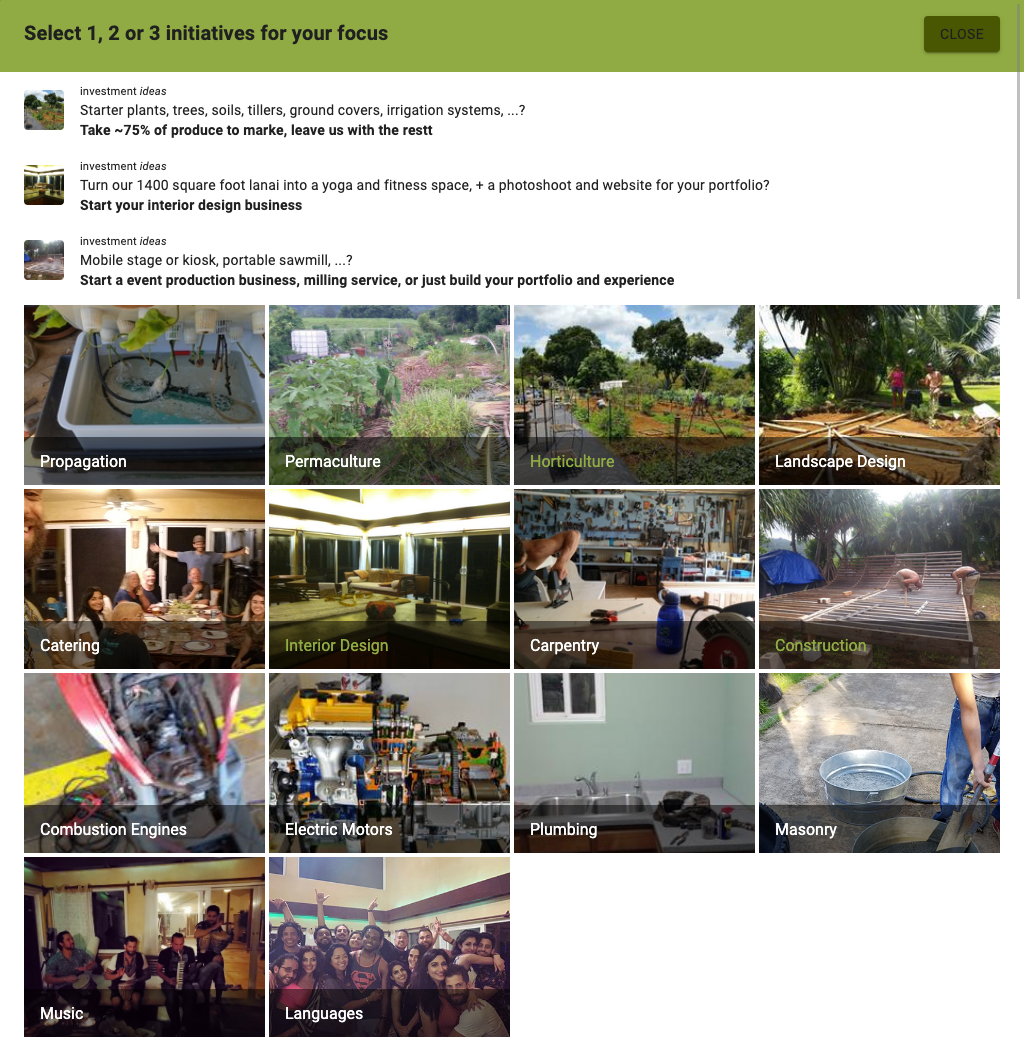 Select 1, 2 or 3 initiatives for your focus
CLOSE
investment ideas
Starter plants, trees, soils, tillers, ground covers, irrigation systems, ...?
Take ~75% of produce to marke, leave us with the restt
investment ideas
Turn our 1400 square foot lanai into a yoga and fitness space, + a photoshoot and website for your portfolio?
Start your interior design business
investment ideas
Mobile stage or kiosk, portable sawmill, ...?
Start a event production business, milling service, or just build your portfolio and experience
Propagation
Permaculture
Horticulture
Landscape Design
Catering
Interior Design
Carpentry
Construction
Combustion Engines
Electric Motors
Plumbing
Masonry
Music
Languages